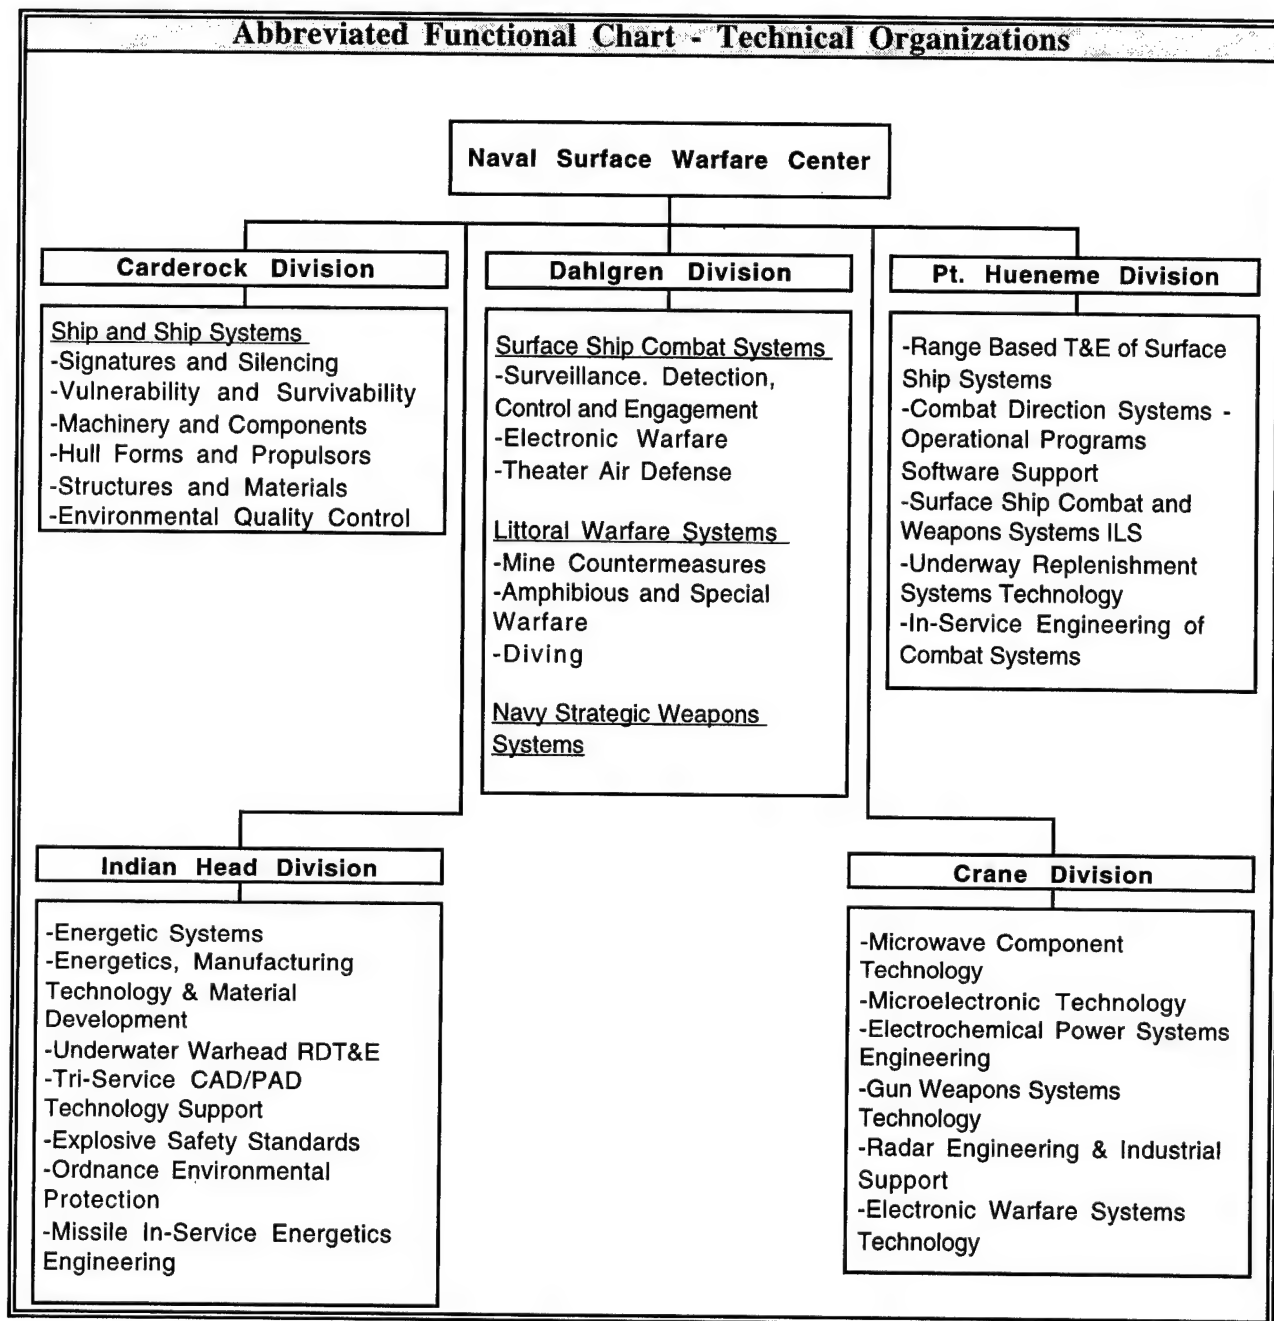 Abbreviated Functional Chart - Technical Organizations
Naval Surface Warfare Center
Carderock Division
Ship and Ship Systems
-Signatures and Silencing
-Vulnerability and Survivability
-Machinery and Components
-Hull Forms and Propulsors
-Structures and Materials
-Environmental Quality Control
Dahlgren Division
Surface Ship Combat Systems
-Surveillance. Detection,
Control and Engagement
-Electronic Warfare
-Theater Air Defense
Littoral Warfare Systems
-Mine Countermeasures
-Amphibious and Special
Warfare
-Diving
Navy Strategic Weapons
Systems
Pt. Hueneme Division
-Range Based T&E of Surface
Ship Systems
-Combat Direction Systems -
Operational Programs
Software Support
-Surface Ship Combat and
Weapons Systems ILS
-Underway Replenishment
Systems Technology
-In-Service Engineering of
Combat Systems
Indian Head Division
-Energetic Systems
-Energetics, Manufacturing
Technology & Material
Development
-Underwater Warhead RDT&E
-Tri-Service CAD/PAD
Technology Support
-Explosive Safety Standards
-Ordnance Environmental
Protection
-Missile In-Service Energetics
Engineering
Crane Division
-Microwave Component
Technology
-Microelectronic Technology
-Electrochemical Power Systems
Engineering
-Gun Weapons Systems
Technology
-Radar Engineering & Industrial
Support
-Electronic Warfare Systems
Technology